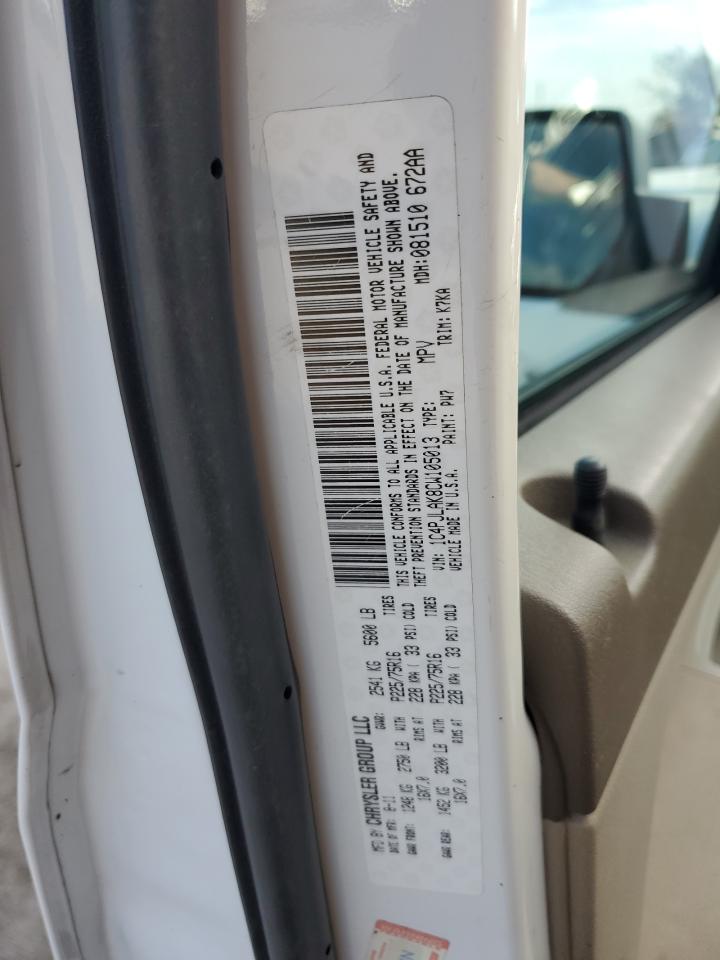 MFD BY CHRYSLER GROUP LLC
DATE OF MFR: 8-11 GVWR: 2541 KG 5600 LB
GAWR FRONT: 1248 KG 2750 LB WITH P225/75R16 TIRES
16X7.0 RIMS AT 228 KPA ( 33 PSI) COLD
GAWR REAR: 1452 KG 3200 LB WITH P225/75R16 TIRES
16X7.0 RIMS AT 228 KPA ( 33 PSI) COLD
THIS VEHICLE CONFORMS TO ALL APPLICABLE U.S.A. FEDERAL MOTOR VEHICLE SAFETY AND
THEFT PREVENTION STANDARDS IN EFFECT ON THE DATE OF MANUFACTURE SHOWN ABOVE.
VIN: 1C4PJLAK8CW105013 TYPE: MPV MDH:081510 672AA
VEHICLE MADE IN U.S.A. PAINT: PW7 TRIM: K7KA